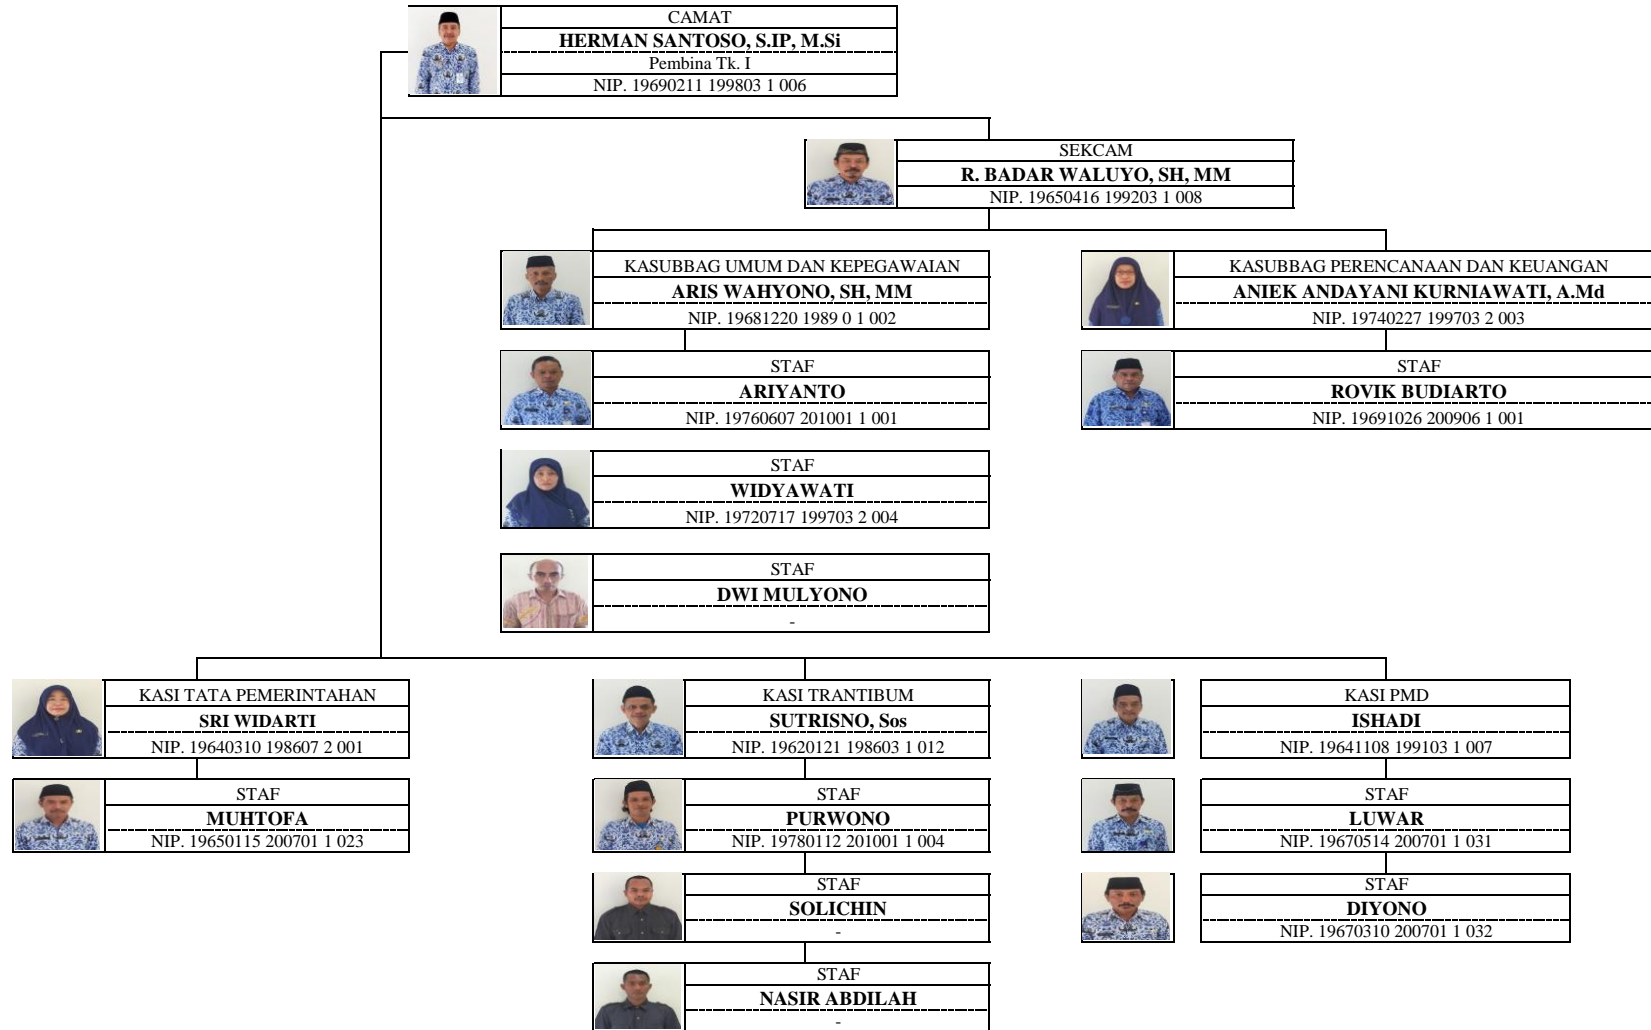 CAMAT
HERMAN SANTOSO, S.IP, M.Si
Pembina Tk. I
NIP. 19690211 199803 1 006
SEKCAM
R. BADAR WALUYO, SH, MM
NIP. 19650416 199203 1 008
KASUBBAG UMUM DAN KEPEGAWAIAN
ARIS WAHYONO, SH, MM
NIP. 19681220 1989 0 1 002
KASUBBAG PERENCANAAN DAN KEUANGAN
ANIEK ANDAYANI KURNIAWATI, A.Md
NIP. 19740227 199703 2 003
STAF
ARIYANTO
NIP. 19760607 201001 1 001
STAF
ROVIK BUDIARTO
NIP. 19691026 200906 1 001
STAF
WIDYAWATI
NIP. 19720717 199703 2 004
STAF
DWI MULYONO
-
KASI TATA PEMERINTAHAN
SRI WIDARTI
NIP. 19640310 198607 2 001
KASI TRANTIBUM
SUTRISNO, Sos
NIP. 19620121 198603 1 012
KASI PMD
ISHADI
NIP. 19641108 199103 1 007
STAF
MUHTOFA
NIP. 19650115 200701 1 023
STAF
PURWONO
NIP. 19780112 201001 1 004
STAF
LUWAR
NIP. 19670514 200701 1 031
STAF
SOLICHIN
-
STAF
DIYONO
NIP. 19670310 200701 1 032
STAF
NASIR ABDILAH
-